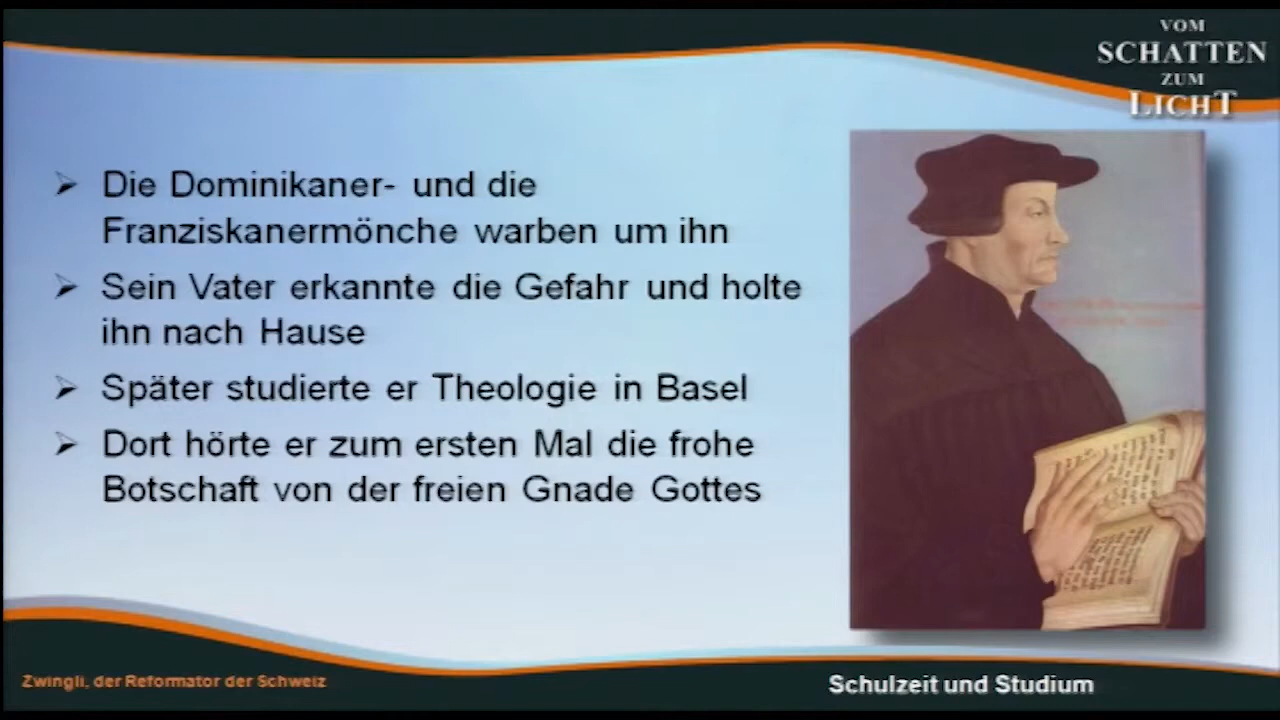 VOM
SCHATTEN
ZUM
LICHT
Die Dominikaner- und die
Franziskanermönche warben um ihn
Sein Vater erkannte die Gefahr und holte
ihn nach Hause
Später studierte er Theologie in Basel
Dort hörte er zum ersten Mal die frohe
Botschaft von der freien Gnade Gottes
Zwingli, der Reformator der Schweiz
Schulzeit und Studium